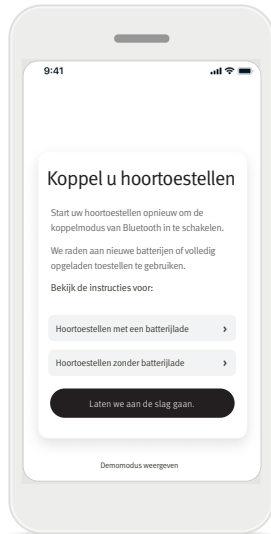 9:41
Koppel u hoortoestellen
Start uw hoortoestellen opnieuw om de
koppelmodus van Bluetooth in te schakelen.
We raden aan nieuwe batterijen of volledig
opgeladen toestellen te gebruiken.
Bekijk de instructies voor:
Hoortoestellen met een batterijlade
Hoortoestellen zonder batterijlade
Laten we aan de slag gaan.
Demomodus weergeven